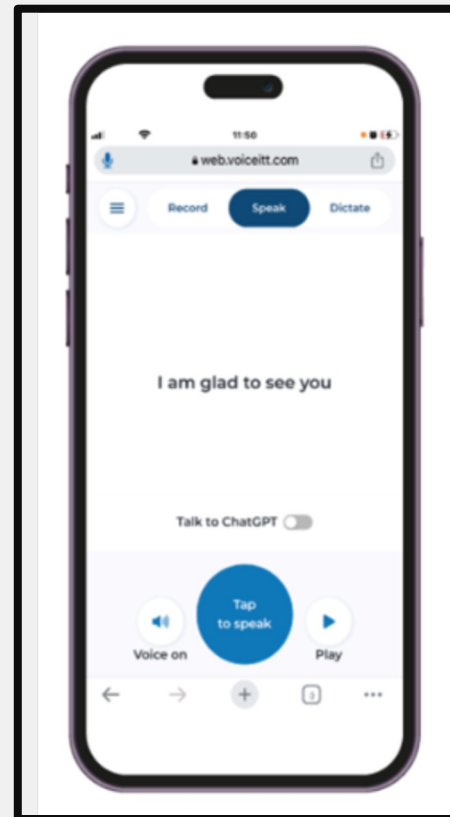 11:50
web.voiceitt.com
Record Speak Dictate
I am glad to see you
Talk to ChatGPT
Tap
to speak
Voice on
Play
3